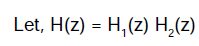 Let, H(z) = H₁(z) H₂(z)